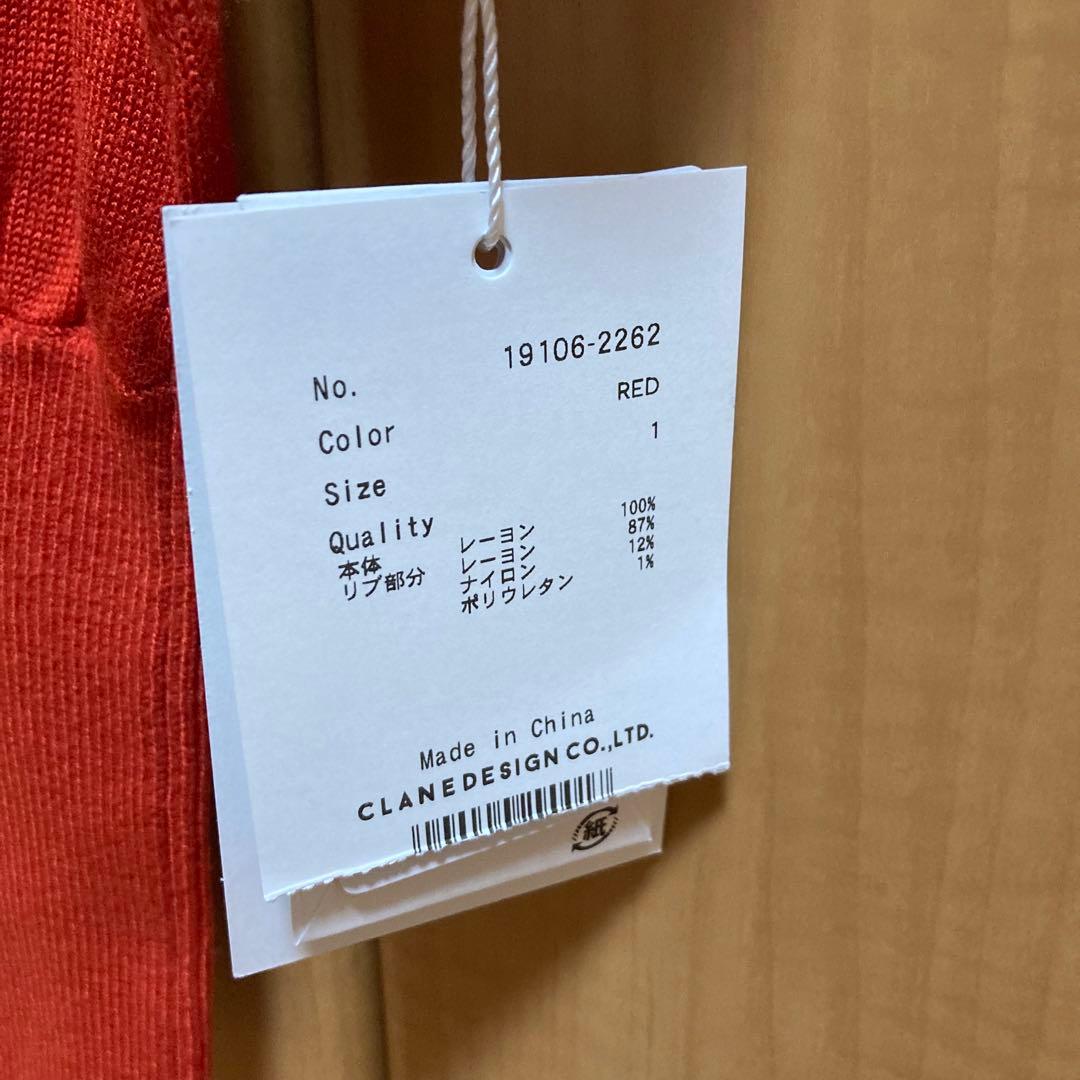 No. 19106-2262
Color RED
Size 1
Quality
本体 レーヨン 100%
リブ部分 レーヨン 87%
ナイロン 12%
ポリウレタン 1%
Made in China
CLANE DESIGN CO.,LTD.
紙